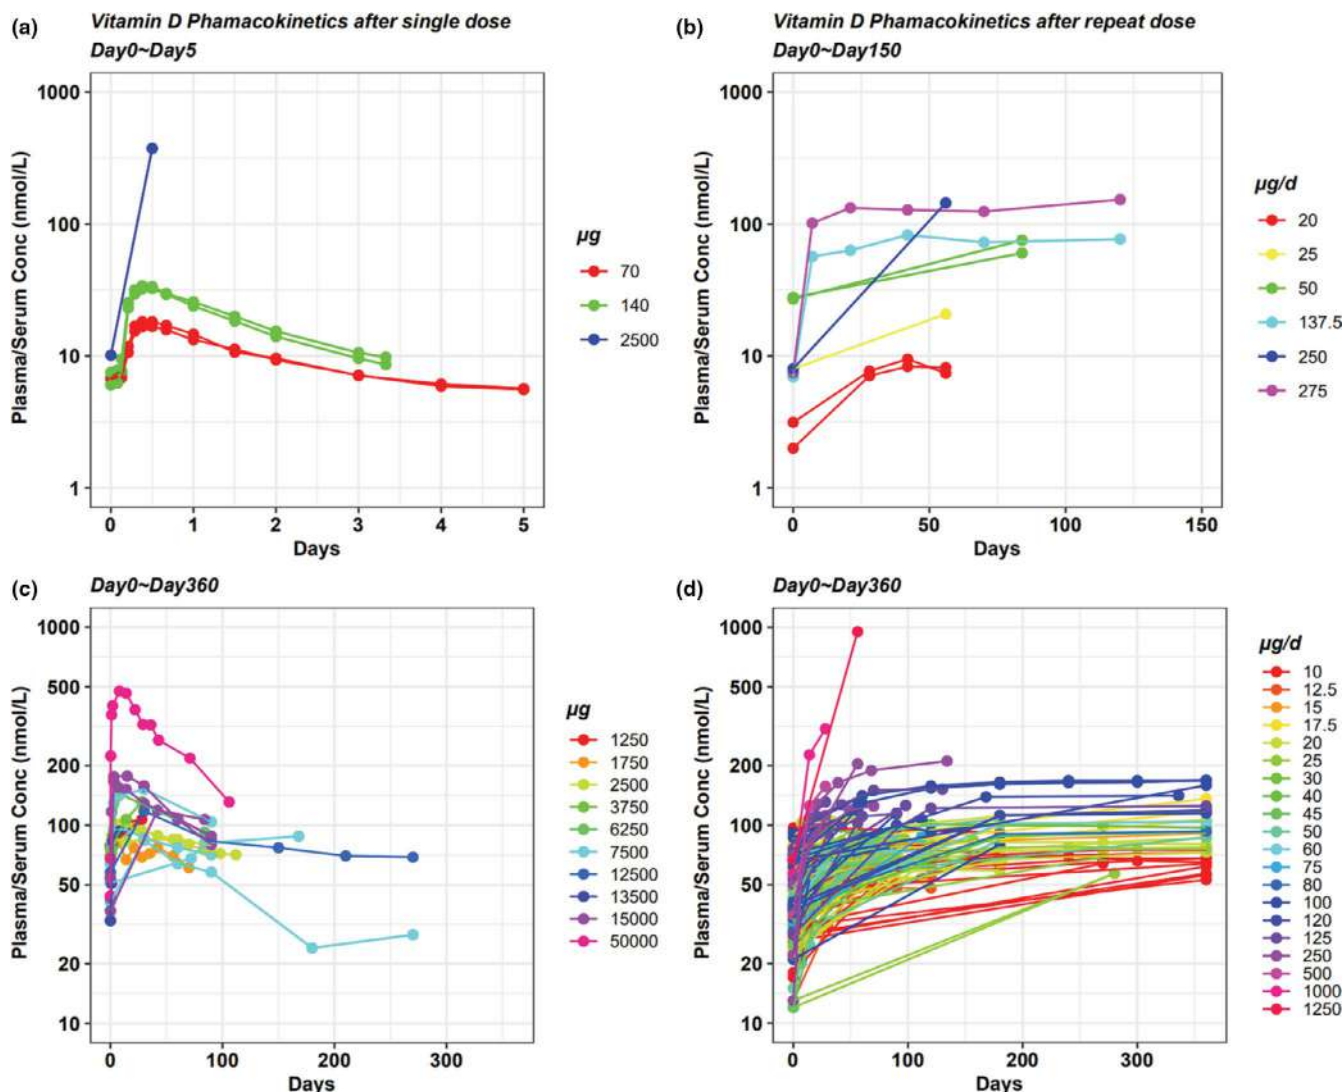 (a)
Vitamin D Phamacokinetics after single dose
Day0~Day5
Plasma/Serum Conc (nmol/L)
1000
100
10
1
0 1 2 3 4 5
Days
µg
70
140
2500
(b)
Vitamin D Phamacokinetics after repeat dose
Day0~Day150
Plasma/Serum Conc (nmol/L)
1000
100
10
1
0 50 100 150
Days
µg/d
20
25
50
137.5
250
275
(c)
Day0~Day360
Plasma/Serum Conc (nmol/L)
1000
500
200
100
50
20
10
0 100 200 300
Days
µg
1250
1750
2500
3750
6250
7500
12500
13500
15000
50000
(d)
Day0~Day360
Plasma/Serum Conc (nmol/L)
1000
500
200
100
50
20
10
0 100 200 300
Days
µg/d
10
12.5
15
17.5
20
25
30
40
45
50
60
75
80
100
120
125
250
500
1000
1250